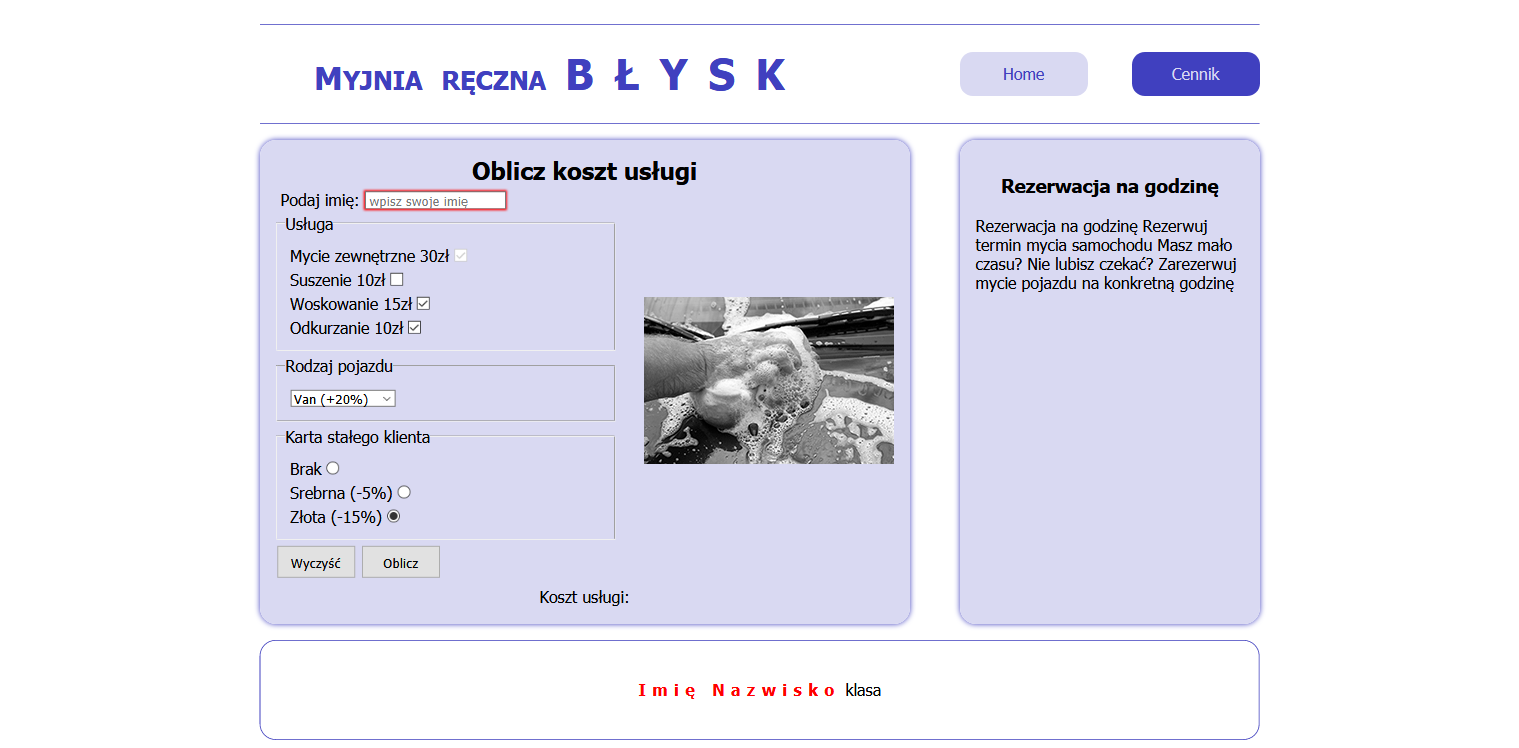 Myjnia ręczna BŁYSK
Home
Cennik
Oblicz koszt usługi
Podaj imię: wpisz swoje imię
Usługa
Mycie zewnętrzne 30zł
Suszenie 10zł
Woskowanie 15zł
Odkurzanie 10zł
Rodzaj pojazdu
Van (+20%)
Karta stałego klienta
Brak
Srebrna (-5%)
Złota (-15%)
Wyczyść
Oblicz
Koszt usługi:
Rezerwacja na godzinę
Rezerwacja na godzinę Rezerwuj
termin mycia samochodu Masz mało
czasu? Nie lubisz czekać? Zarezerwuj
mycie pojazdu na konkretną godzinę
Imię Nazwisko klasa